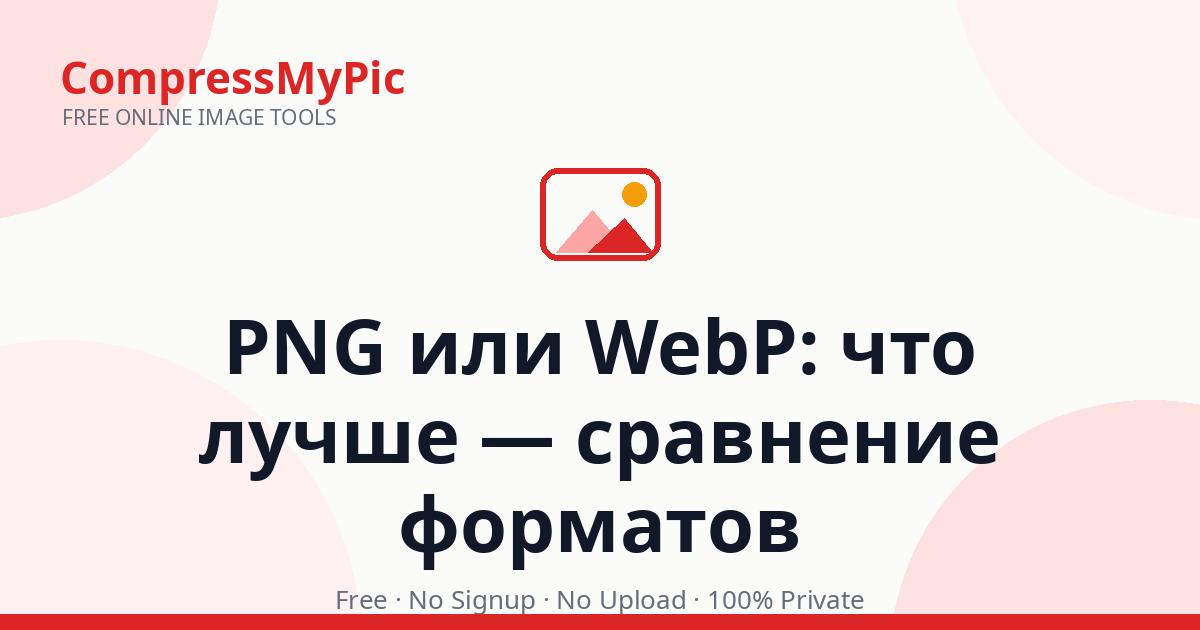 CompressMyPic
FREE ONLINE IMAGE TOOLS
PNG или WebP: что
лучше — сравнение
форматов
Free · No Signup · No Upload · 100% Private